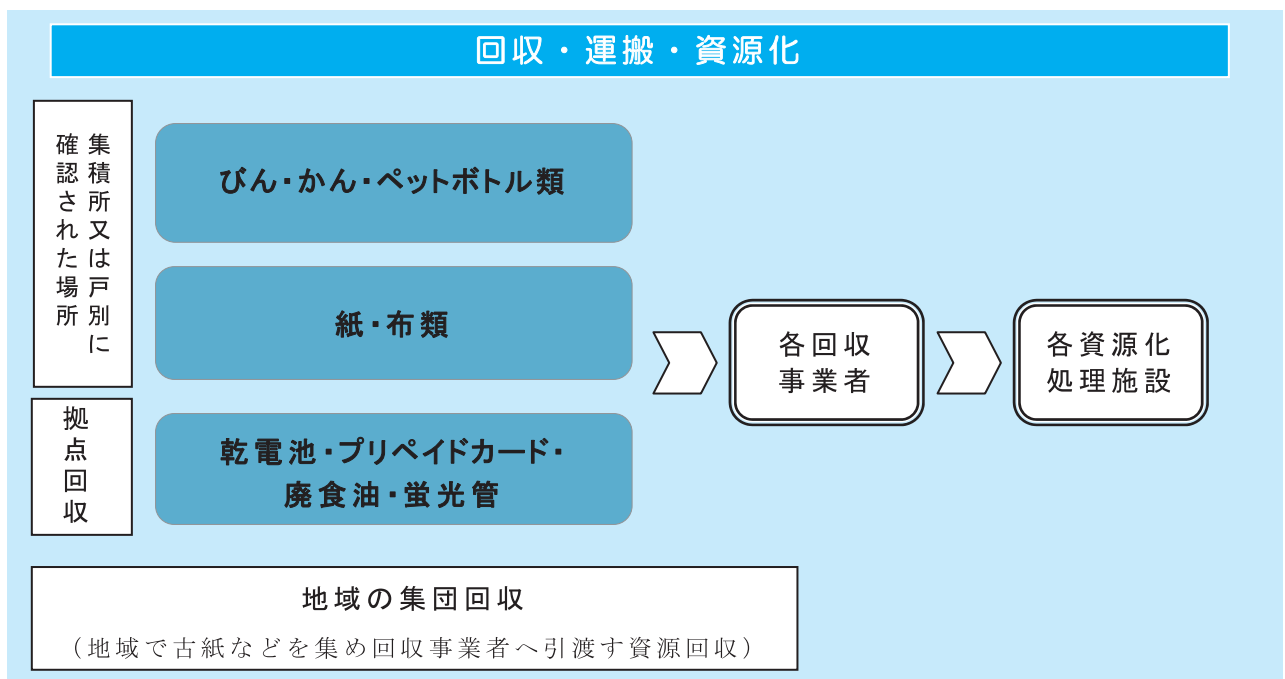 回収・運搬・資源化
集積所又は戸別に
確認された場所
びん・かん・ペットボトル類
紙・布類
拠点回収
乾電池・プリペイドカード・
廃食油・蛍光管
各回収
事業者
各資源化
処理施設
地域の集団回収
（地域で古紙などを集め回収事業者へ引渡す資源回収）